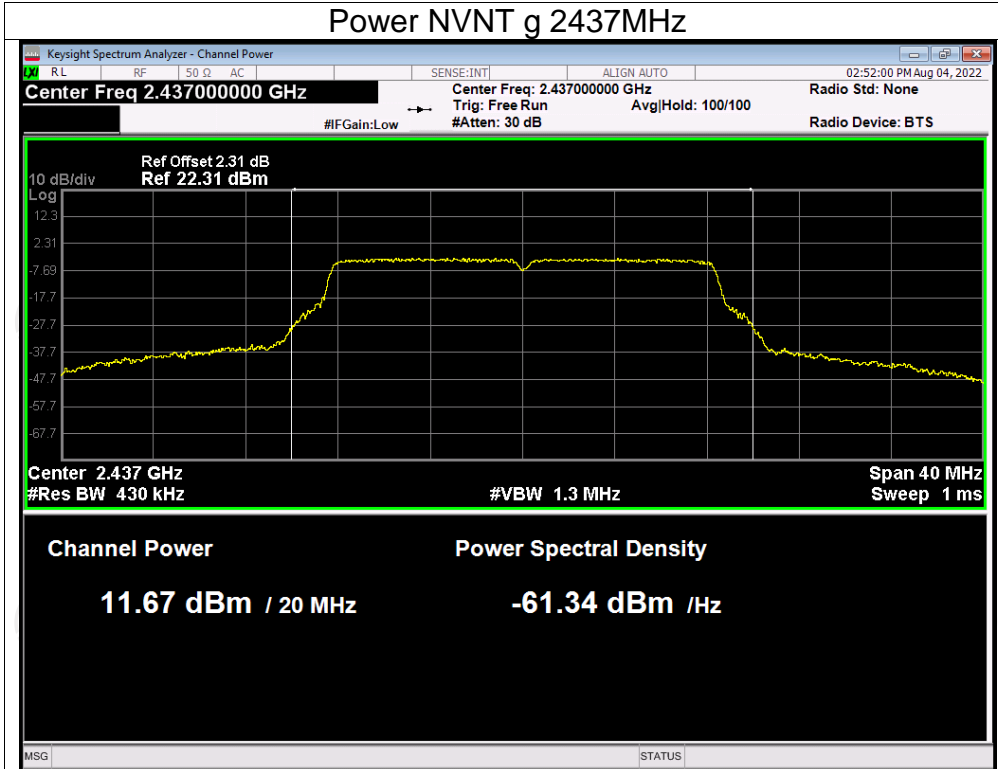 Power NVNT g 2437MHz
Keysight Spectrum Analyzer - Channel Power
LXI RL RF 50 Ω AC SENSE:INT ALIGN AUTO 02:52:00 PM Aug 04, 2022
Center Freq 2.437000000 GHz Center Freq: 2.437000000 GHz Radio Std: None
Trig: Free Run Avg|Hold: 100/100
#IFGain:Low #Atten: 30 dB Radio Device: BTS
Ref Offset 2.31 dB
10 dB/div Ref 22.31 dBm
Log
12.3
2.31
-7.69
-17.7
-27.7
-37.7
-47.7
-57.7
-67.7
Center 2.437 GHz Span 40 MHz
#Res BW 430 kHz #VBW 1.3 MHz Sweep 1 ms
Channel Power Power Spectral Density
11.67 dBm / 20 MHz -61.34 dBm /Hz
MSG STATUS